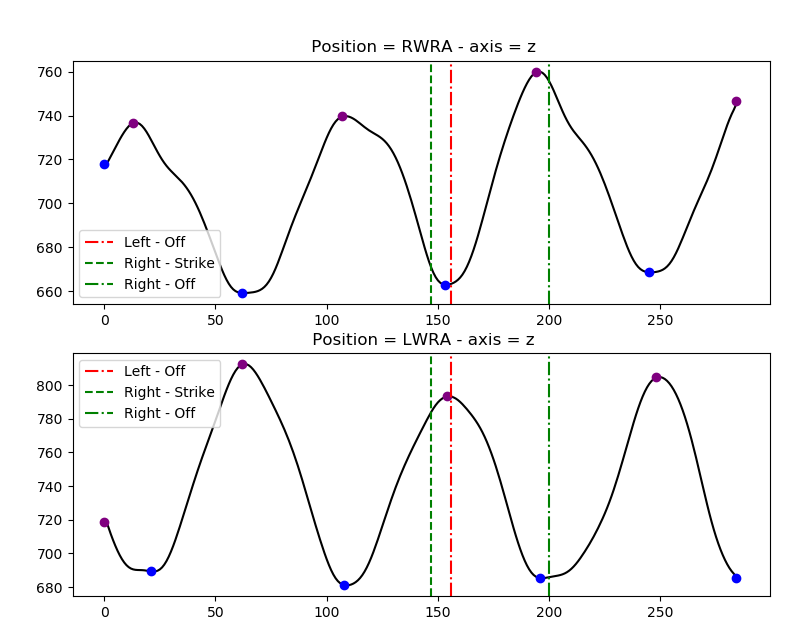 Position = RWRA - axis = z
760
740
720
700
680
660
Left - Off
Right - Strike
Right - Off
0 50 100 150 200 250
Position = LWRA - axis = z
800
780
760
740
720
700
680
Left - Off
Right - Strike
Right - Off
0 50 100 150 200 250